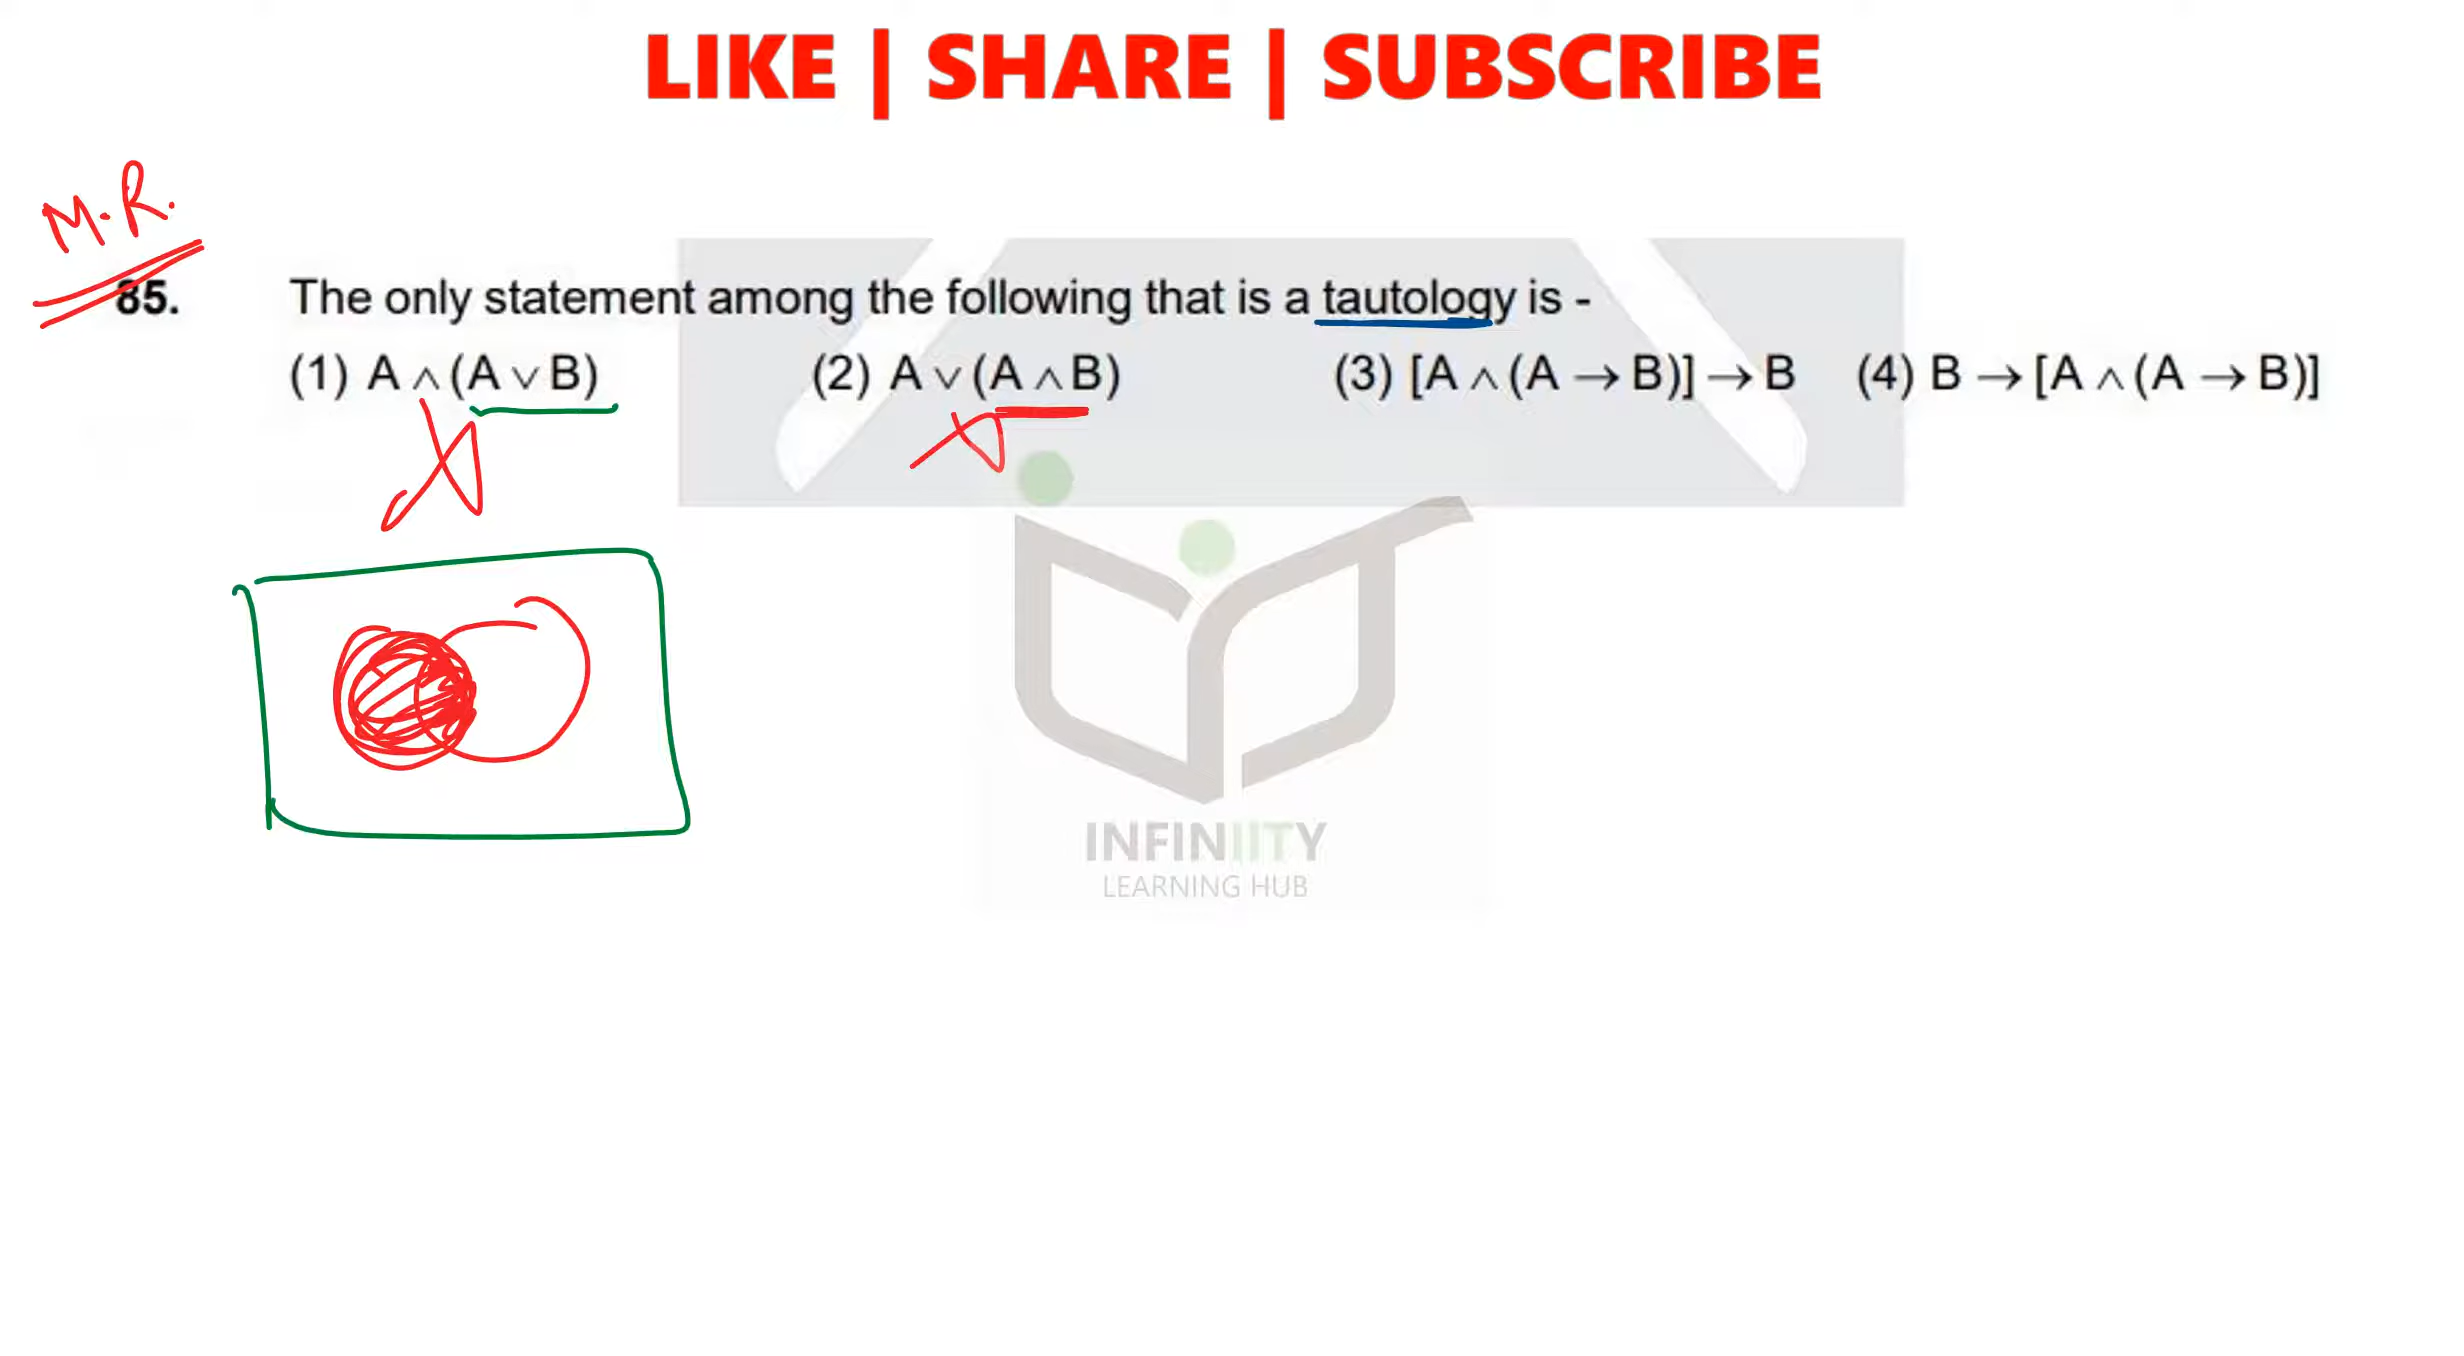 LIKE | SHARE | SUBSCRIBE
M.R.
85. The only statement among the following that is a tautology is -
(1) A ∧ (A ∨ B) (2) A ∨ (A ∧ B) (3) [A ∧ (A → B)] → B (4) B → [A ∧ (A → B)]
INFINIITY
LEARNING HUB